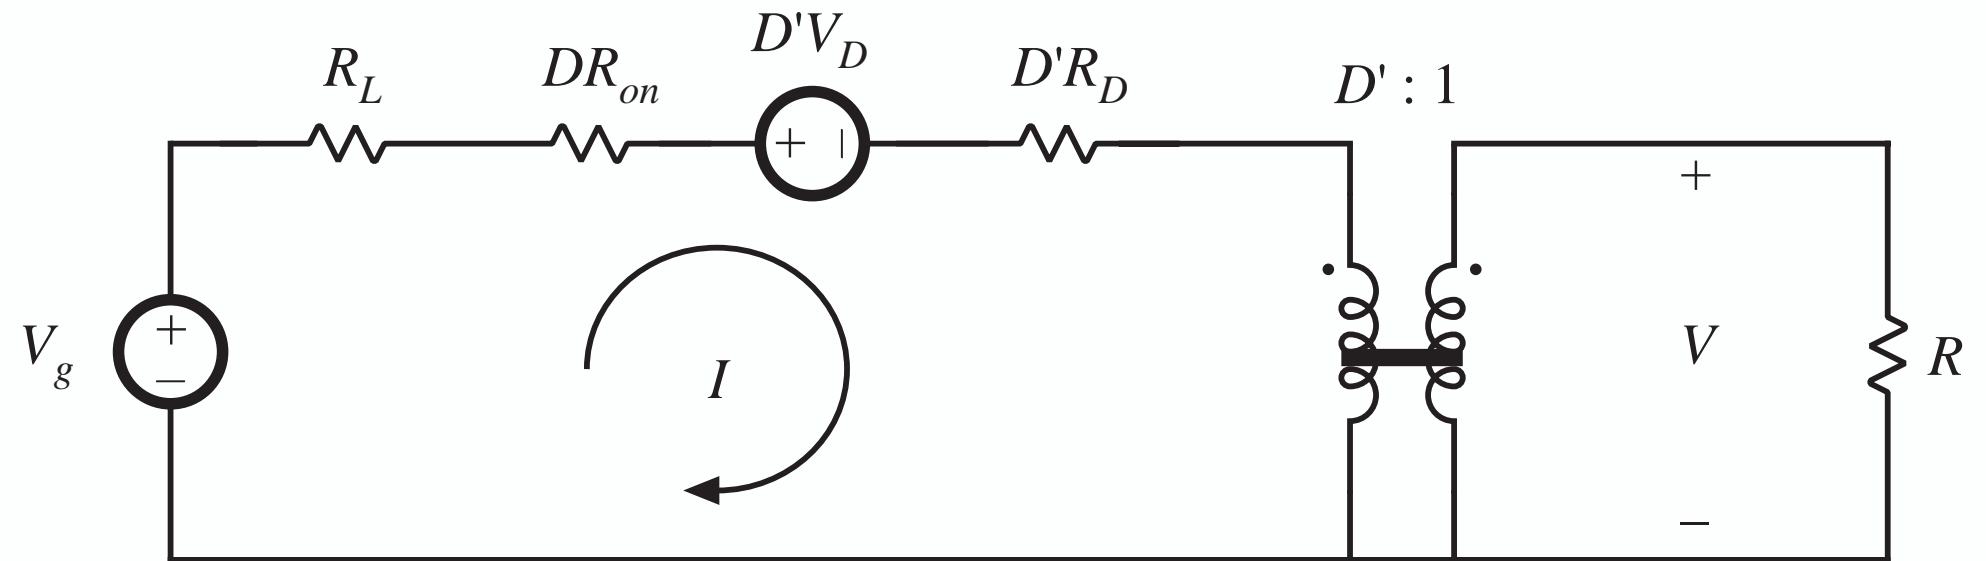 R_L
DR_on
D'V_D
D'R_D
D' : 1
+
−
+
−
V_g
I
+
V
−
R